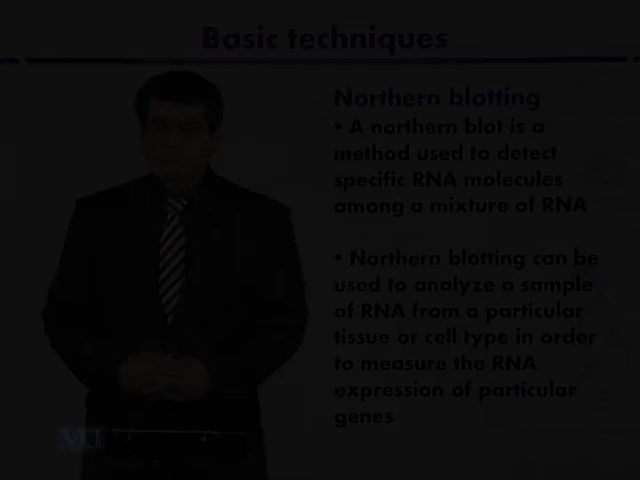 Basic techniques
Northern blotting
▪ A northern blot is a
method used to detect
specific RNA molecules
among a mixture of RNA
▪ Northern blotting can be
used to analyze a sample
of RNA from a particular
tissue or cell type in order
to measure the RNA
expression of particular
genes